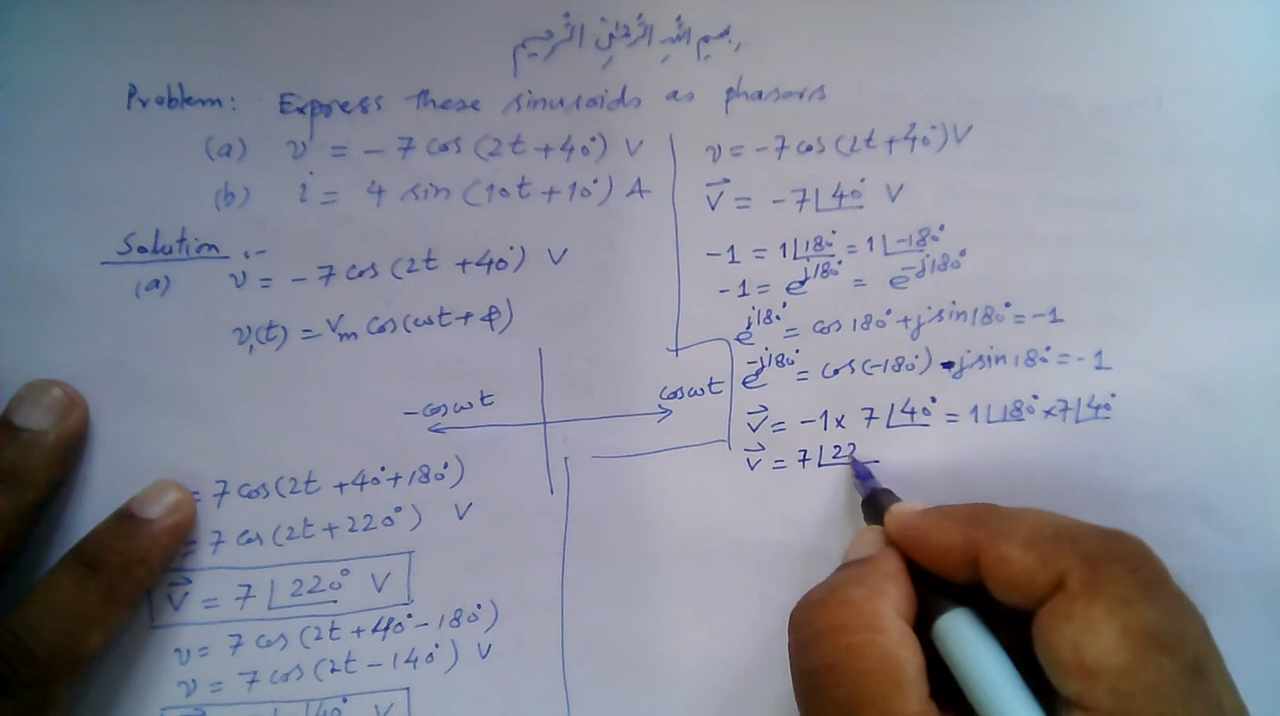 بسم الله الرحمن الرحيم
Problem: Express these sinusoids as phasors
(a) v = -7 cos (2t + 40°) V
(b) i = 4 sin (10t + 10°) A
Solution :-
(a) v = -7 cos (2t + 40°) V
v₁(t) = Vm cos(ωt + φ)
-cosωt
cosωt
= 7 cos(2t + 40° + 180°)
= 7 cos (2t + 220°) V
V⃗ = 7∠220° V
v = 7 cos (2t + 40° - 180°)
v = 7 cos (2t - 140°) V
v = -7 cos (2t + 40°) V
V⃗ = -7∠40° V
-1 = 1∠180° = 1∠-180°
-1 = e^{j180°} = e^{-j180°}
e^{j180°} = cos 180° + j sin 180° = -1
e^{-j180°} = cos(-180°) - j sin 180° = -1
V⃗ = -1 × 7∠40° = 1∠180° × 7∠40°
V⃗ = 7∠22